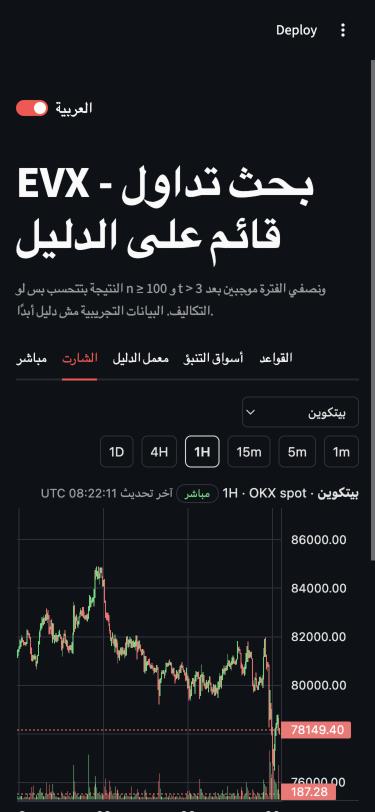 Deploy
العربية
EVX - بحث تداول
قائم على الدليل
النتيجة بتتحسب بس لو n ≥ 100 و t > 3 ونصفي الفترة موجبين بعد
التكاليف. البيانات التجريبية مش دليل أبدًا.
مباشر الشارت معمل الدليل أسواق التنبؤ القواعد
بيتكوين
1D 4H 1H 15m 5m 1m
بيتكوين · 1H · OKX spot مباشر آخر تحديث 08:22:11 UTC
86000.00
84000.00
82000.00
80000.00
78149.40
76000.00
187.28